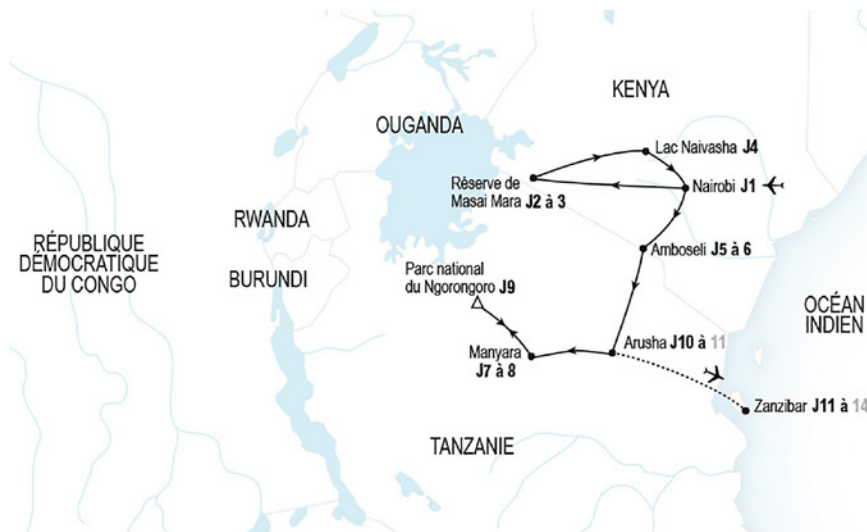 KENYA
OUGANDA
Lac Naivasha J4
Réserve de
Masai Mara J2 à 3
Nairobi J1
RWANDA
RÉPUBLIQUE
DÉMOCRATIQUE
DU CONGO
BURUNDI
Amboseli J5 à 6
Parc national
du Ngorongoro J9
OCÉAN
INDIEN
Arusha J10 à 11
Manyara
J7 à 8
Zanzibar J11 à 14
TANZANIE